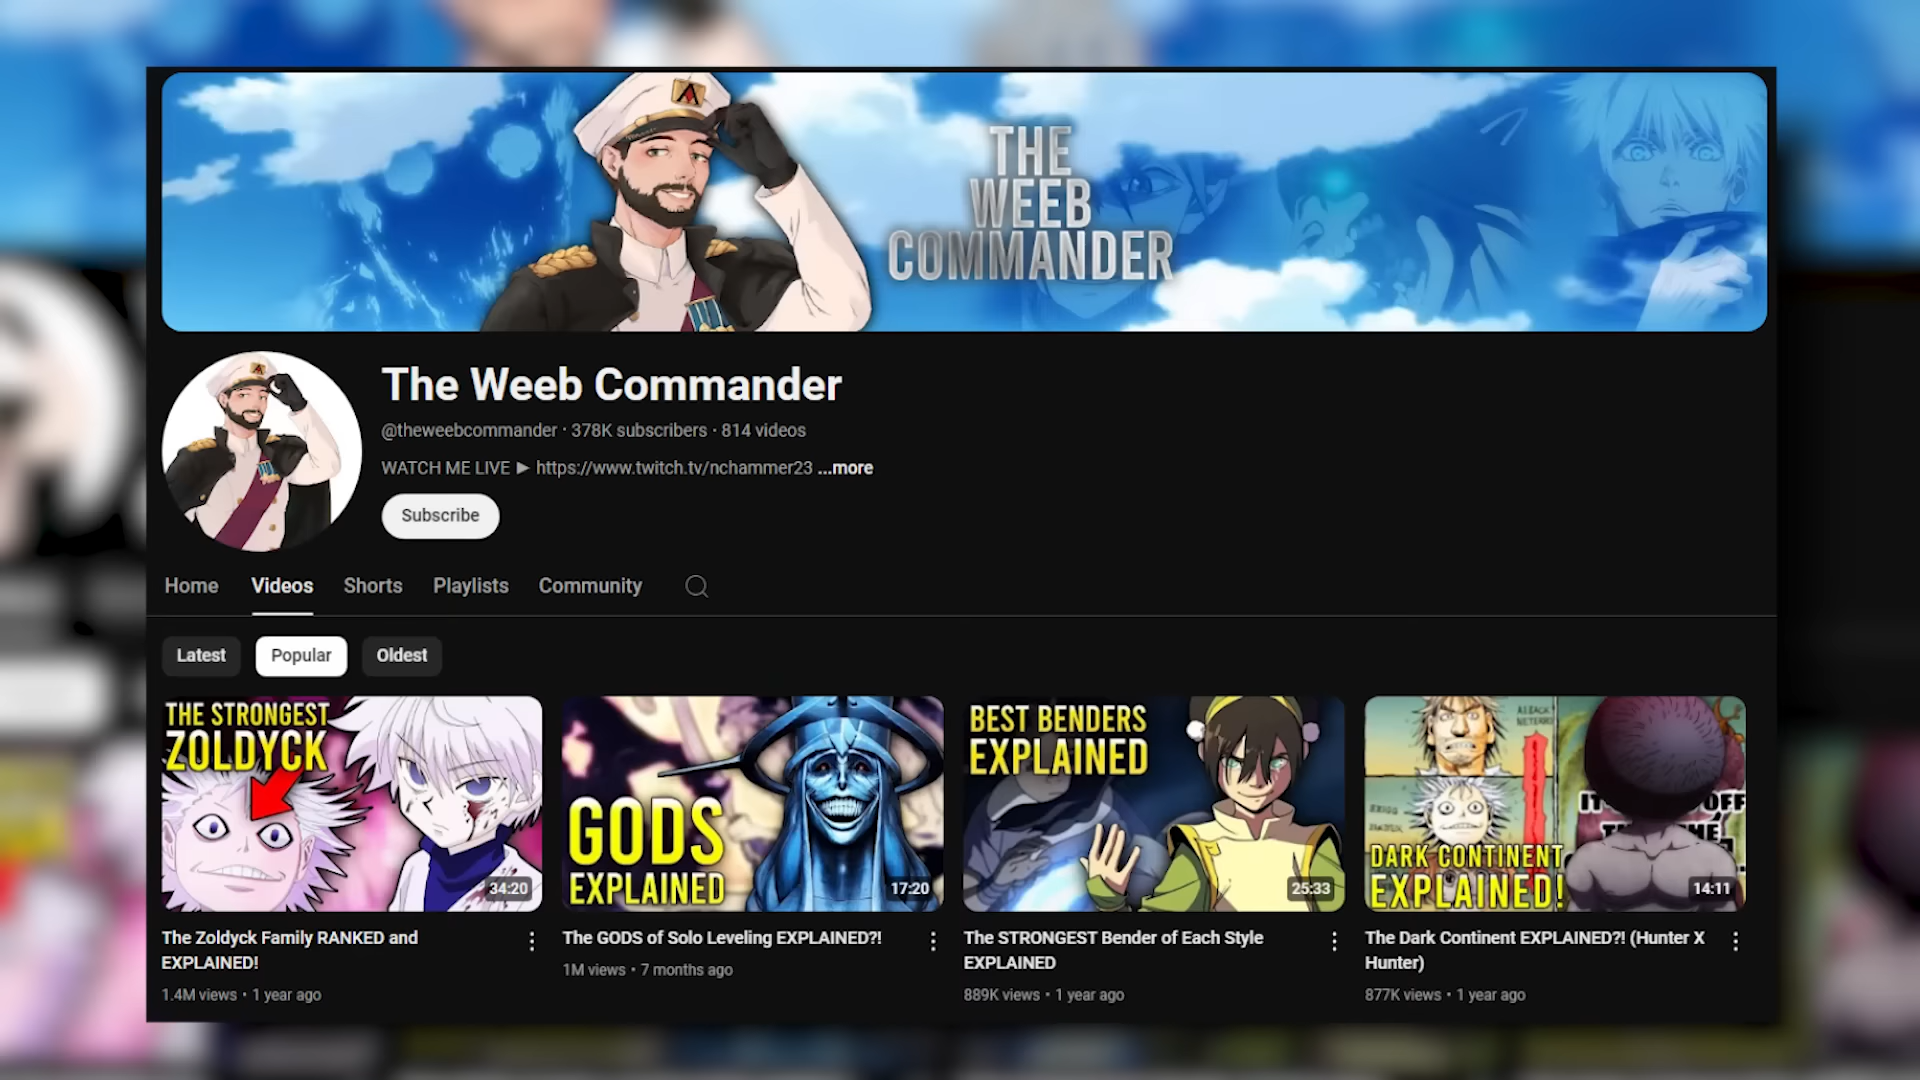 THE
WEEB
COMMANDER
The Weeb Commander
@theweebcommander · 378K subscribers · 814 videos
WATCH ME LIVE ► https://www.twitch.tv/nchammer23 ...more
Subscribe
Home Videos Shorts Playlists Community
Latest Popular Oldest
THE STRONGEST
ZOLDYCK
34:20
GODS
EXPLAINED
17:20
BEST BENDERS
EXPLAINED
25:33
DARK CONTINENT
EXPLAINED!
14:11
The Zoldyck Family RANKED and
EXPLAINED!
1.4M views • 1 year ago
The GODS of Solo Leveling EXPLAINED?!
1M views • 7 months ago
The STRONGEST Bender of Each Style
EXPLAINED
889K views • 1 year ago
The Dark Continent EXPLAINED?! (Hunter X
Hunter)
877K views • 1 year ago